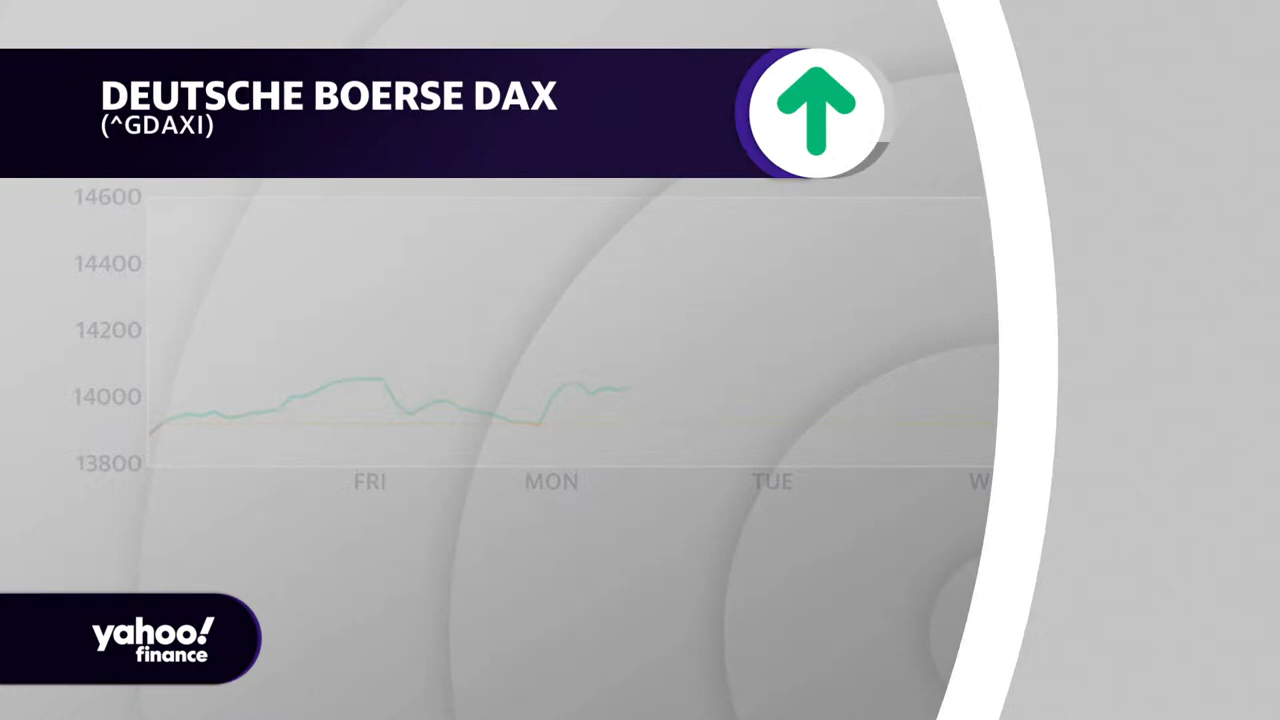 DEUTSCHE BOERSE DAX
(^GDAXI)
14600
14400
14200
14000
13800
FRI MON TUE W
yahoo!
finance